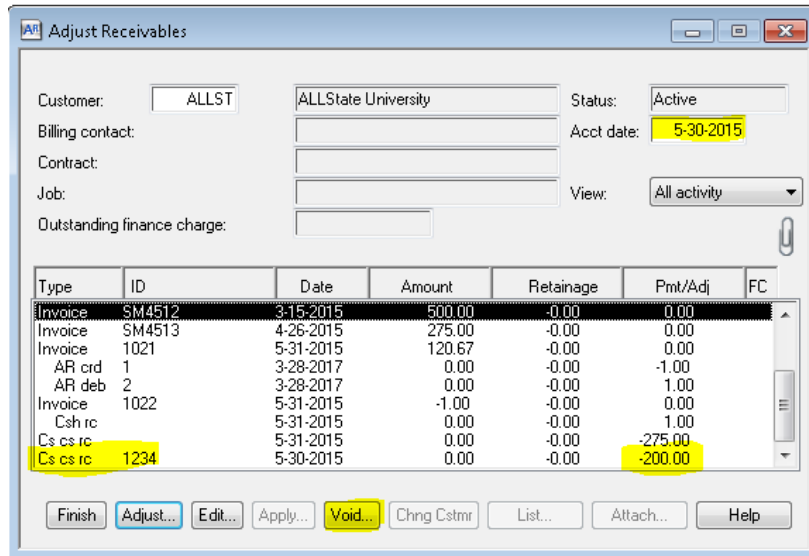 AR Adjust Receivables
Customer: ALLST ALLState University Status: Active
Billing contact: Acct date: 5-30-2015
Contract:
Job: View: All activity
Outstanding finance charge:
Type ID Date Amount Retainage Pmt/Adj FC
Invoice SM4512 3-15-2015 500.00 -0.00 0.00
Invoice SM4513 4-26-2015 275.00 -0.00 0.00
Invoice 1021 5-31-2015 120.67 -0.00 0.00
AR crd 1 3-28-2017 0.00 -0.00 -1.00
AR deb 2 3-28-2017 0.00 -0.00 1.00
Invoice 1022 5-31-2015 -1.00 -0.00 0.00
Csh rc 5-31-2015 0.00 -0.00 1.00
Cs cs rc 5-31-2015 0.00 -0.00 -275.00
Cs cs rc 1234 5-30-2015 0.00 -0.00 -200.00
Finish Adjust... Edit... Apply... Void... Chng Cstmr List... Attach... Help